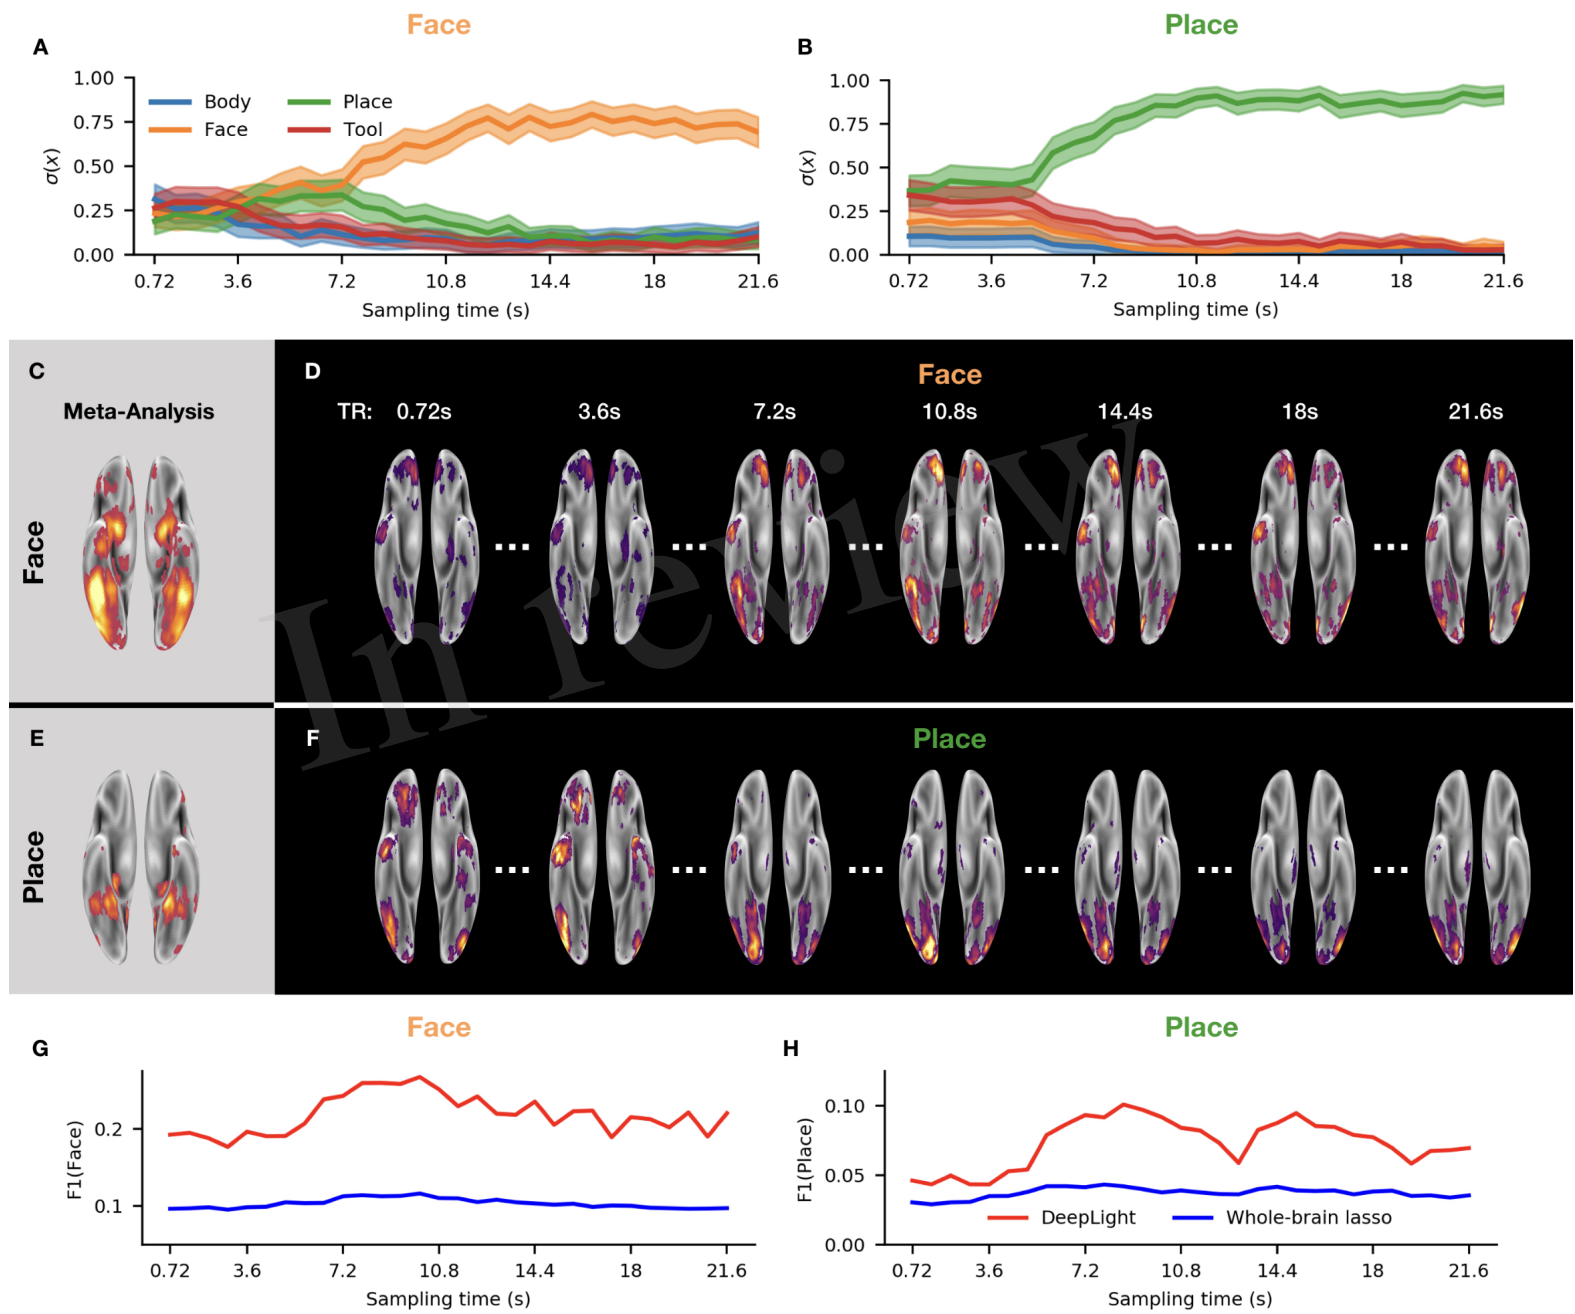 Face
Place
A
B
1.00
0.75
0.50
0.25
0.00
σ(x)
Body
Face
Place
Tool
0.72
3.6
7.2
10.8
14.4
18
21.6
Sampling time (s)
1.00
0.75
0.50
0.25
0.00
σ(x)
0.72
3.6
7.2
10.8
14.4
18
21.6
Sampling time (s)
C
Meta-Analysis
Face
D
Face
TR: 0.72s 3.6s 7.2s 10.8s 14.4s 18s 21.6s
... ... ... ... ... ...
In review
E
Place
F
Place
... ... ... ... ... ...
Face
Place
G
H
0.2
0.1
F1(Face)
0.72
3.6
7.2
10.8
14.4
18
21.6
Sampling time (s)
0.10
0.05
0.00
F1(Place)
DeepLight
Whole-brain lasso
0.72
3.6
7.2
10.8
14.4
18
21.6
Sampling time (s)